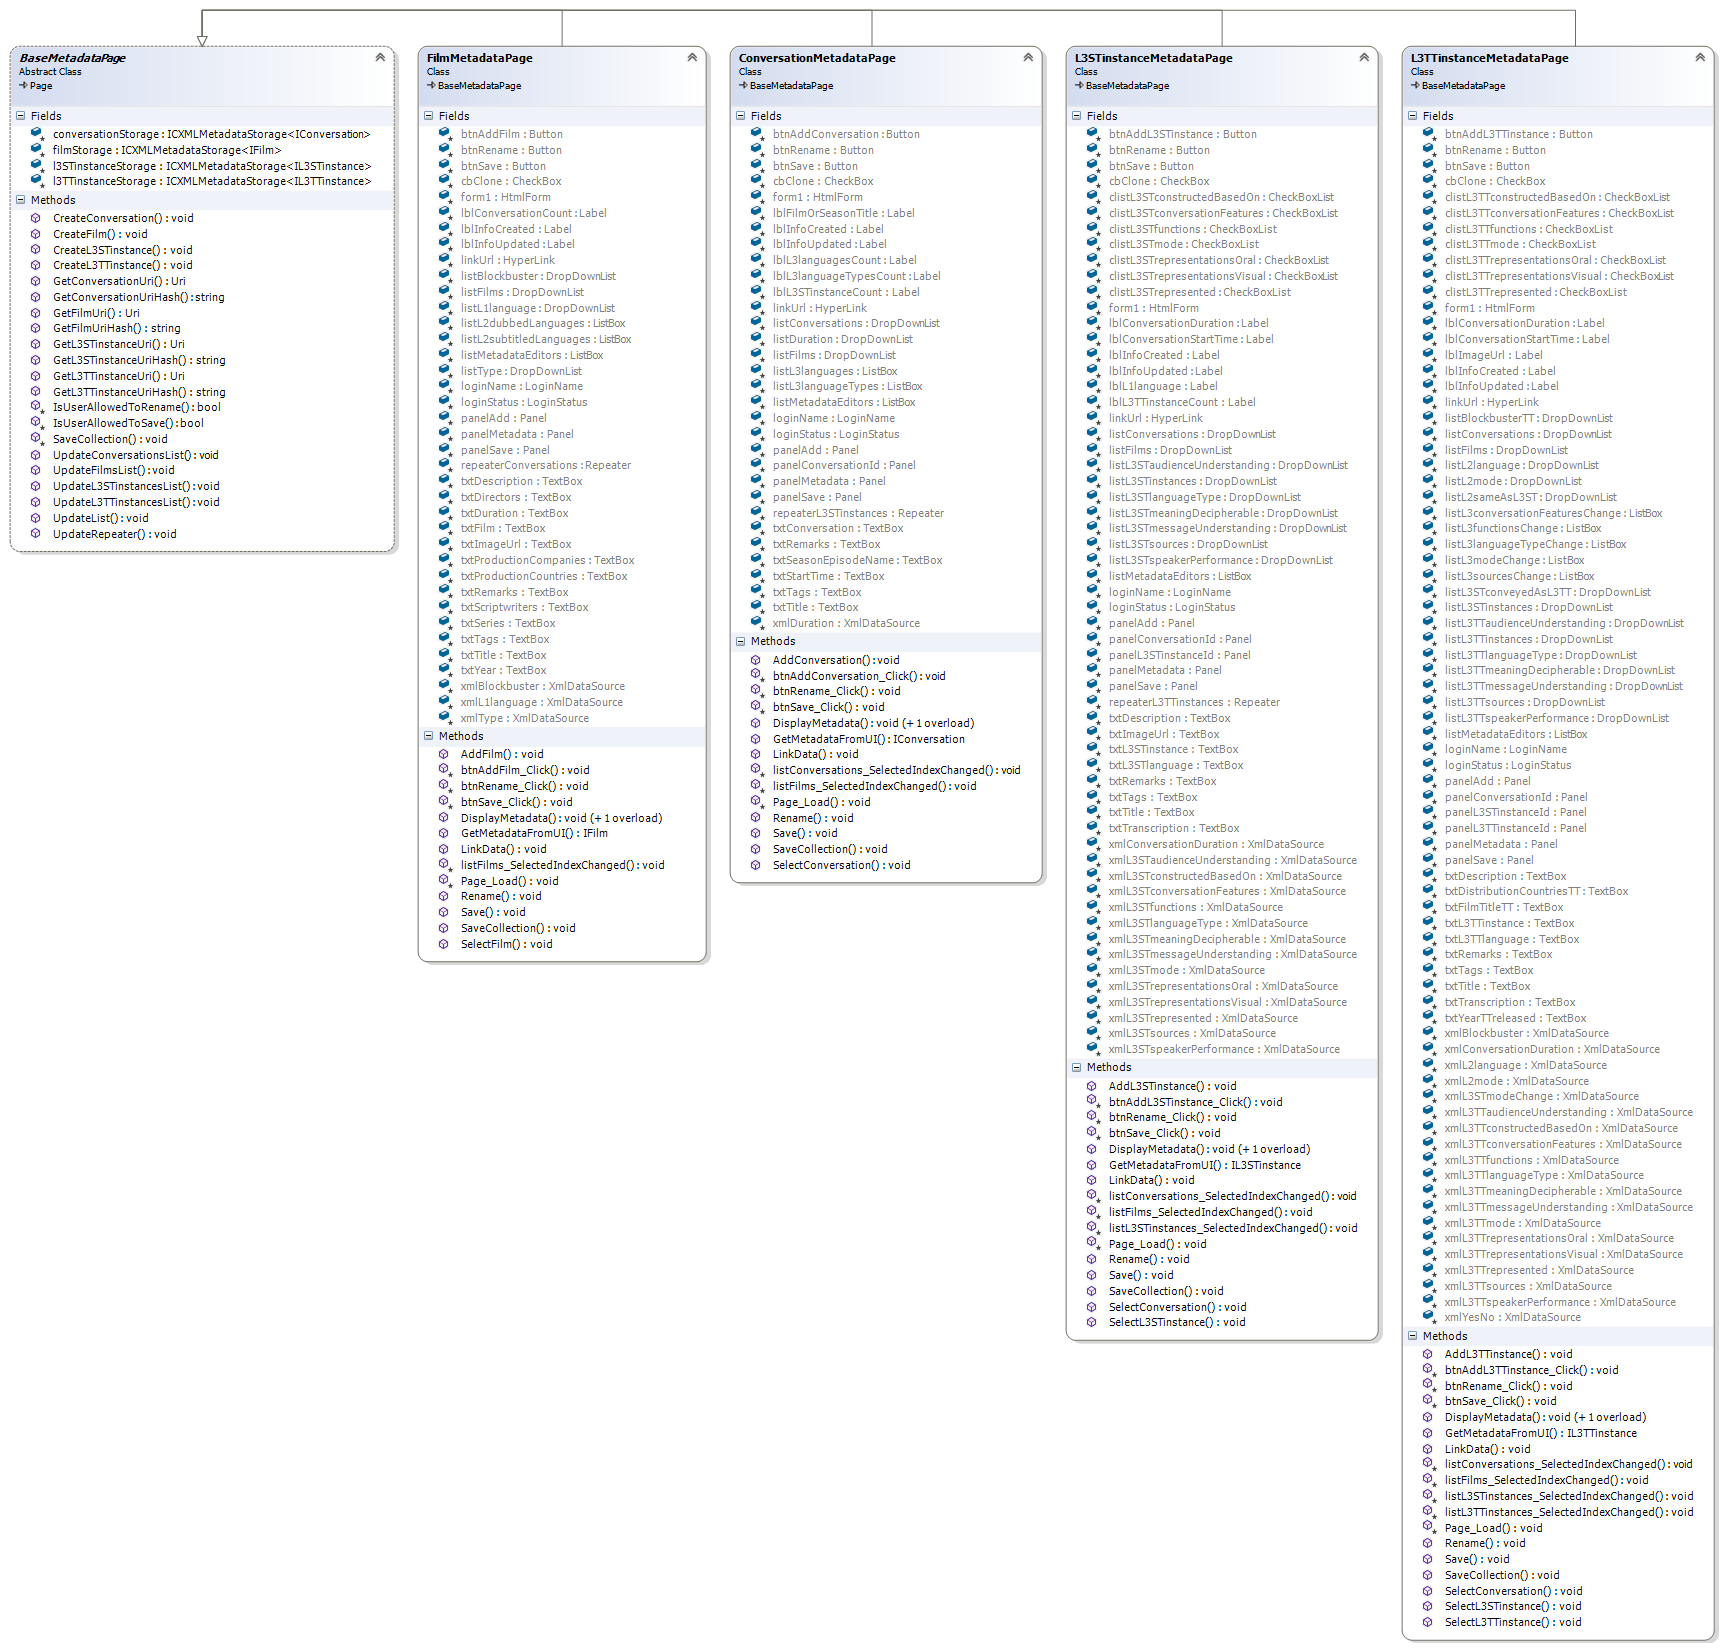 BaseMetadataPage
Abstract Class
Page
Fields
conversationStorage : ICXMLMetadataStorage<IConversation>
filmStorage : ICXMLMetadataStorage<IFilm>
l3STinstanceStorage : ICXMLMetadataStorage<IL3STinstance>
l3TTinstanceStorage : ICXMLMetadataStorage<IL3TTinstance>
Methods
CreateConversation() : void
CreateFilm() : void
CreateL3STinstance() : void
CreateL3TTinstance() : void
GetConversationUri() : Uri
GetConversationUriHash() : string
GetFilmUri() : Uri
GetFilmUriHash() : string
GetL3STinstanceUri() : Uri
GetL3STinstanceUriHash() : string
GetL3TTinstanceUri() : Uri
GetL3TTinstanceUriHash() : string
IsUserAllowedToRename() : bool
IsUserAllowedToSave() : bool
SaveCollection() : void
UpdateConversationsList() : void
UpdateFilmsList() : void
UpdateL3STinstancesList() : void
UpdateL3TTinstancesList() : void
UpdateList() : void
UpdateRepeater() : void
FilmMetadataPage
Class
BaseMetadataPage
Fields
btnAddFilm : Button
btnRename : Button
btnSave : Button
cbClone : CheckBox
form1 : HtmlForm
lblConversationCount : Label
lblInfoCreated : Label
lblInfoUpdated : Label
linkUrl : HyperLink
listBlockbuster : DropDownList
listFilms : DropDownList
listL1language : DropDownList
listL2dubbedLanguages : ListBox
listL2subtitledLanguages : ListBox
listMetadataEditors : ListBox
listType : DropDownList
loginName : LoginName
loginStatus : LoginStatus
panelAdd : Panel
panelMetadata : Panel
panelSave : Panel
repeaterConversations : Repeater
txtDescription : TextBox
txtDirectors : TextBox
txtDuration : TextBox
txtFilm : TextBox
txtImageUrl : TextBox
txtProductionCompanies : TextBox
txtProductionCountries : TextBox
txtRemarks : TextBox
txtScriptwriters : TextBox
txtSeries : TextBox
txtTags : TextBox
txtTitle : TextBox
txtYear : TextBox
xmlBlockbuster : XmlDataSource
xmlL1language : XmlDataSource
xmlType : XmlDataSource
Methods
AddFilm() : void
btnAddFilm_Click() : void
btnRename_Click() : void
btnSave_Click() : void
DisplayMetadata() : void (+ 1 overload)
GetMetadataFromUI() : IFilm
LinkData() : void
listFilms_SelectedIndexChanged() : void
Page_Load() : void
Rename() : void
Save() : void
SaveCollection() : void
SelectFilm() : void
ConversationMetadataPage
Class
BaseMetadataPage
Fields
btnAddConversation : Button
btnRename : Button
btnSave : Button
cbClone : CheckBox
form1 : HtmlForm
lblFilmOrSeasonTitle : Label
lblInfoCreated : Label
lblInfoUpdated : Label
lblL3languagesCount : Label
lblL3languageTypesCount : Label
lblL3STinstanceCount : Label
linkUrl : HyperLink
listConversations : DropDownList
listDuration : DropDownList
listFilms : DropDownList
listL3languages : ListBox
listL3languageTypes : ListBox
listMetadataEditors : ListBox
loginName : LoginName
loginStatus : LoginStatus
panelAdd : Panel
panelConversationId : Panel
panelMetadata : Panel
panelSave : Panel
repeaterL3STinstances : Repeater
txtConversation : TextBox
txtRemarks : TextBox
txtSeasonEpisodeName : TextBox
txtStartTime : TextBox
txtTags : TextBox
txtTitle : TextBox
xmlDuration : XmlDataSource
Methods
AddConversation() : void
btnAddConversation_Click() : void
btnRename_Click() : void
btnSave_Click() : void
DisplayMetadata() : void (+ 1 overload)
GetMetadataFromUI() : IConversation
LinkData() : void
listConversations_SelectedIndexChanged() : void
listFilms_SelectedIndexChanged() : void
Page_Load() : void
Rename() : void
Save() : void
SaveCollection() : void
SelectConversation() : void
L3STinstanceMetadataPage
Class
BaseMetadataPage
Fields
btnAddL3STinstance : Button
btnRename : Button
btnSave : Button
cbClone : CheckBox
clistL3STconstructedBasedOn : CheckBoxList
clistL3STconversationFeatures : CheckBoxList
clistL3STfunctions : CheckBoxList
clistL3STmode : CheckBoxList
clistL3STrepresentationsOral : CheckBoxList
clistL3STrepresentationsVisual : CheckBoxList
clistL3STrepresented : CheckBoxList
form1 : HtmlForm
lblConversationDuration : Label
lblConversationStartTime : Label
lblInfoCreated : Label
lblInfoUpdated : Label
lblL1language : Label
lblL3TTinstanceCount : Label
linkUrl : HyperLink
listConversations : DropDownList
listFilms : DropDownList
listL3STaudienceUnderstanding : DropDownList
listL3STinstances : DropDownList
listL3STlanguageType : DropDownList
listL3STmeaningDecipherable : DropDownList
listL3STmessageUnderstanding : DropDownList
listL3STsources : DropDownList
listL3STspeakerPerformance : DropDownList
listMetadataEditors : ListBox
loginName : LoginName
loginStatus : LoginStatus
panelAdd : Panel
panelConversationId : Panel
panelL3STinstanceId : Panel
panelMetadata : Panel
panelSave : Panel
repeaterL3TTinstances : Repeater
txtDescription : TextBox
txtImageUrl : TextBox
txtL3STinstance : TextBox
txtL3STlanguage : TextBox
txtRemarks : TextBox
txtTags : TextBox
txtTitle : TextBox
txtTranscription : TextBox
xmlConversationDuration : XmlDataSource
xmlL3STaudienceUnderstanding : XmlDataSource
xmlL3STconstructedBasedOn : XmlDataSource
xmlL3STconversationFeatures : XmlDataSource
xmlL3STfunctions : XmlDataSource
xmlL3STlanguageType : XmlDataSource
xmlL3STmeaningDecipherable : XmlDataSource
xmlL3STmessageUnderstanding : XmlDataSource
xmlL3STmode : XmlDataSource
xmlL3STrepresentationsOral : XmlDataSource
xmlL3STrepresentationsVisual : XmlDataSource
xmlL3STrepresented : XmlDataSource
xmlL3STsources : XmlDataSource
xmlL3STspeakerPerformance : XmlDataSource
Methods
AddL3STinstance() : void
btnAddL3STinstance_Click() : void
btnRename_Click() : void
btnSave_Click() : void
DisplayMetadata() : void (+ 1 overload)
GetMetadataFromUI() : IL3STinstance
LinkData() : void
listConversations_SelectedIndexChanged() : void
listFilms_SelectedIndexChanged() : void
listL3STinstances_SelectedIndexChanged() : void
Page_Load() : void
Rename() : void
Save() : void
SaveCollection() : void
SelectConversation() : void
SelectL3STinstance() : void
L3TTinstanceMetadataPage
Class
BaseMetadataPage
Fields
btnAddL3TTinstance : Button
btnRename : Button
btnSave : Button
cbClone : CheckBox
clistL3TTconstructedBasedOn : CheckBoxList
clistL3TTconversationFeatures : CheckBoxList
clistL3TTfunctions : CheckBoxList
clistL3TTmode : CheckBoxList
clistL3TTrepresentationsOral : CheckBoxList
clistL3TTrepresentationsVisual : CheckBoxList
clistL3TTrepresented : CheckBoxList
form1 : HtmlForm
lblConversationDuration : Label
lblConversationStartTime : Label
lblImageUrl : Label
lblInfoCreated : Label
lblInfoUpdated : Label
linkUrl : HyperLink
listBlockbusterTT : DropDownList
listConversations : DropDownList
listFilms : DropDownList
listL2language : DropDownList
listL2mode : DropDownList
listL2sameAsL3ST : DropDownList
listL3conversationFeaturesChange : ListBox
listL3functionsChange : ListBox
listL3languageTypeChange : ListBox
listL3modeChange : ListBox
listL3sourcesChange : ListBox
listL3STconveyedAsL3TT : DropDownList
listL3STinstances : DropDownList
listL3TTaudienceUnderstanding : DropDownList
listL3TTinstances : DropDownList
listL3TTlanguageType : DropDownList
listL3TTmeaningDecipherable : DropDownList
listL3TTmessageUnderstanding : DropDownList
listL3TTsources : DropDownList
listL3TTspeakerPerformance : DropDownList
listMetadataEditors : ListBox
loginName : LoginName
loginStatus : LoginStatus
panelAdd : Panel
panelConversationId : Panel
panelL3STinstanceId : Panel
panelL3TTinstanceId : Panel
panelMetadata : Panel
panelSave : Panel
txtDescription : TextBox
txtDistributionCountriesTT : TextBox
txtFilmTitleTT : TextBox
txtL3TTinstance : TextBox
txtL3TTlanguage : TextBox
txtRemarks : TextBox
txtTags : TextBox
txtTitle : TextBox
txtTranscription : TextBox
txtYearTTreleased : TextBox
xmlBlockbuster : XmlDataSource
xmlConversationDuration : XmlDataSource
xmlL2language : XmlDataSource
xmlL2mode : XmlDataSource
xmlL3STmodeChange : XmlDataSource
xmlL3TTaudienceUnderstanding : XmlDataSource
xmlL3TTconstructedBasedOn : XmlDataSource
xmlL3TTconversationFeatures : XmlDataSource
xmlL3TTfunctions : XmlDataSource
xmlL3TTlanguageType : XmlDataSource
xmlL3TTmeaningDecipherable : XmlDataSource
xmlL3TTmessageUnderstanding : XmlDataSource
xmlL3TTmode : XmlDataSource
xmlL3TTrepresentationsOral : XmlDataSource
xmlL3TTrepresentationsVisual : XmlDataSource
xmlL3TTrepresented : XmlDataSource
xmlL3TTsources : XmlDataSource
xmlL3TTspeakerPerformance : XmlDataSource
xmlYesNo : XmlDataSource
Methods
AddL3TTinstance() : void
btnAddL3TTinstance_Click() : void
btnRename_Click() : void
btnSave_Click() : void
DisplayMetadata() : void (+ 1 overload)
GetMetadataFromUI() : IL3TTinstance
LinkData() : void
listConversations_SelectedIndexChanged() : void
listFilms_SelectedIndexChanged() : void
listL3STinstances_SelectedIndexChanged() : void
listL3TTinstances_SelectedIndexChanged() : void
Page_Load() : void
Rename() : void
Save() : void
SaveCollection() : void
SelectConversation() : void
SelectL3STinstance() : void
SelectL3TTinstance() : void